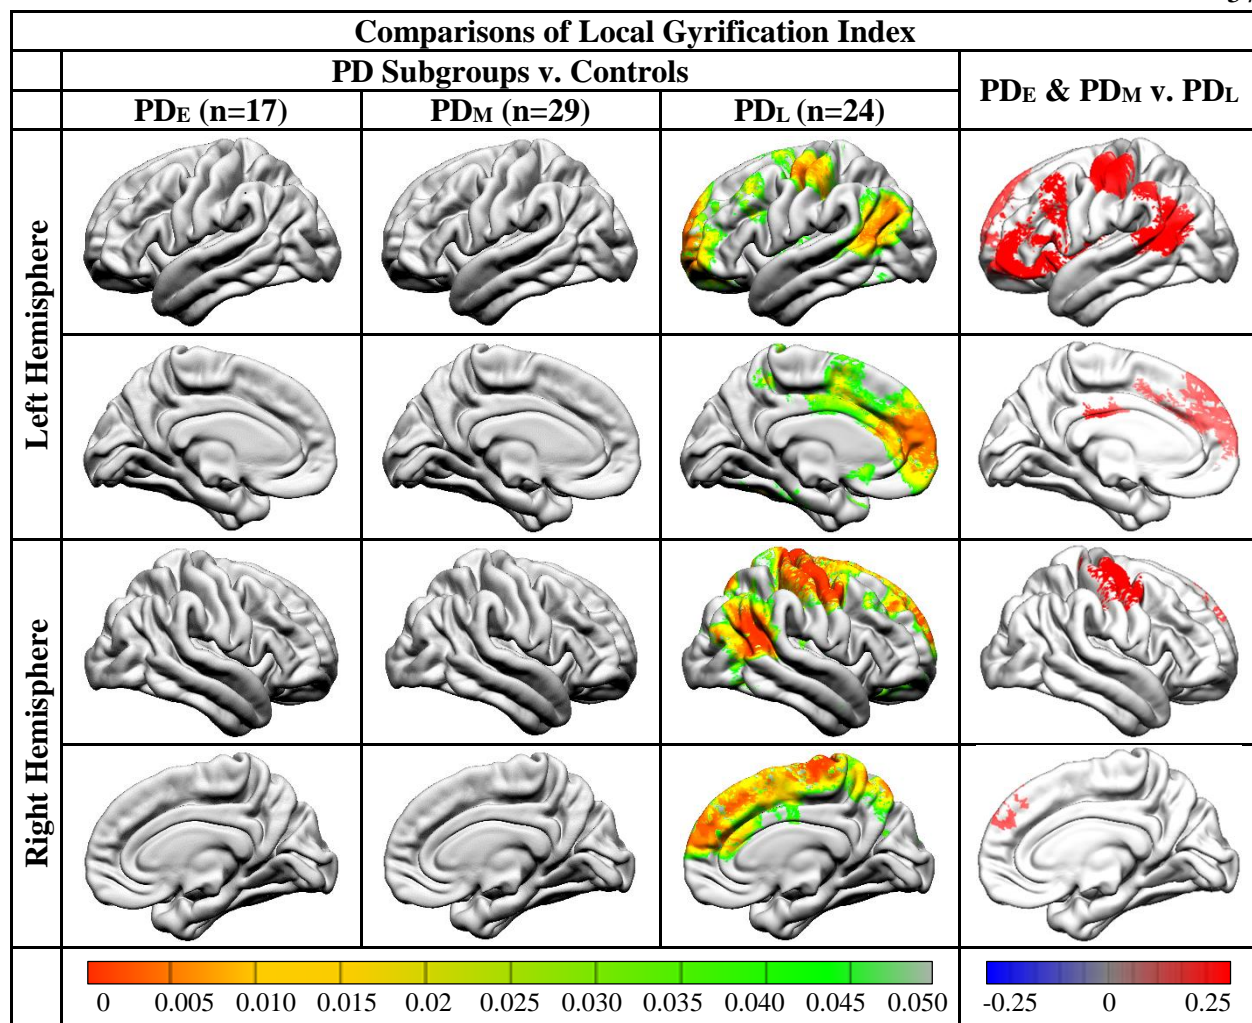 Comparisons of Local Gyrification Index
PD Subgroups v. Controls
PDE & PDM v. PDL
PDE (n=17) PDM (n=29) PDL (n=24)
Left Hemisphere
Right Hemisphere
0 0.005 0.010 0.015 0.02 0.025 0.030 0.035 0.040 0.045 0.050
-0.25 0 0.25